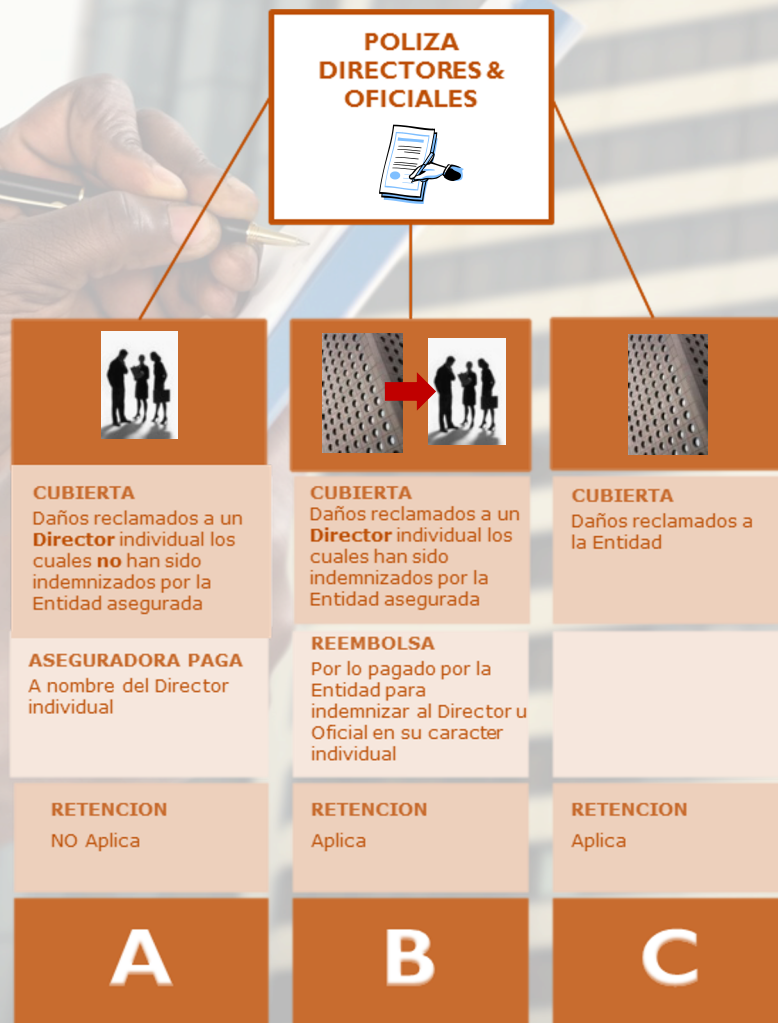 POLIZA
DIRECTORES &
OFICIALES
CUBIERTA
Daños reclamados a un
Director individual los
cuales no han sido
indemnizados por la
Entidad asegurada
ASEGURADORA PAGA
A nombre del Director
individual
RETENCION
NO Aplica
A
CUBIERTA
Daños reclamados a un
Director individual los
cuales han sido
indemnizados por la
Entidad asegurada
REEMBOLSA
Por lo pagado por la
Entidad para
indemnizar al Director u
Oficial en su caracter
individual
RETENCION
Aplica
B
CUBIERTA
Daños reclamados a
la Entidad
RETENCION
Aplica
C